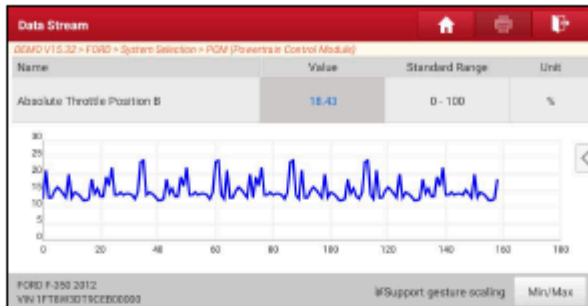 Data Stream
DEMO V15.32 > FORD > System Selection > PCM (Powertrain Control Module)
Name Value Standard Range Unit
Absolute Throttle Position B 18.43 0 - 100 %
30
25
20
15
10
5
0
0 20 40 60 80 100 120 140 160 180
FORD F-350 2012
VIN 1FT8W3DT9CEB00000
※Support gesture scaling Min/Max